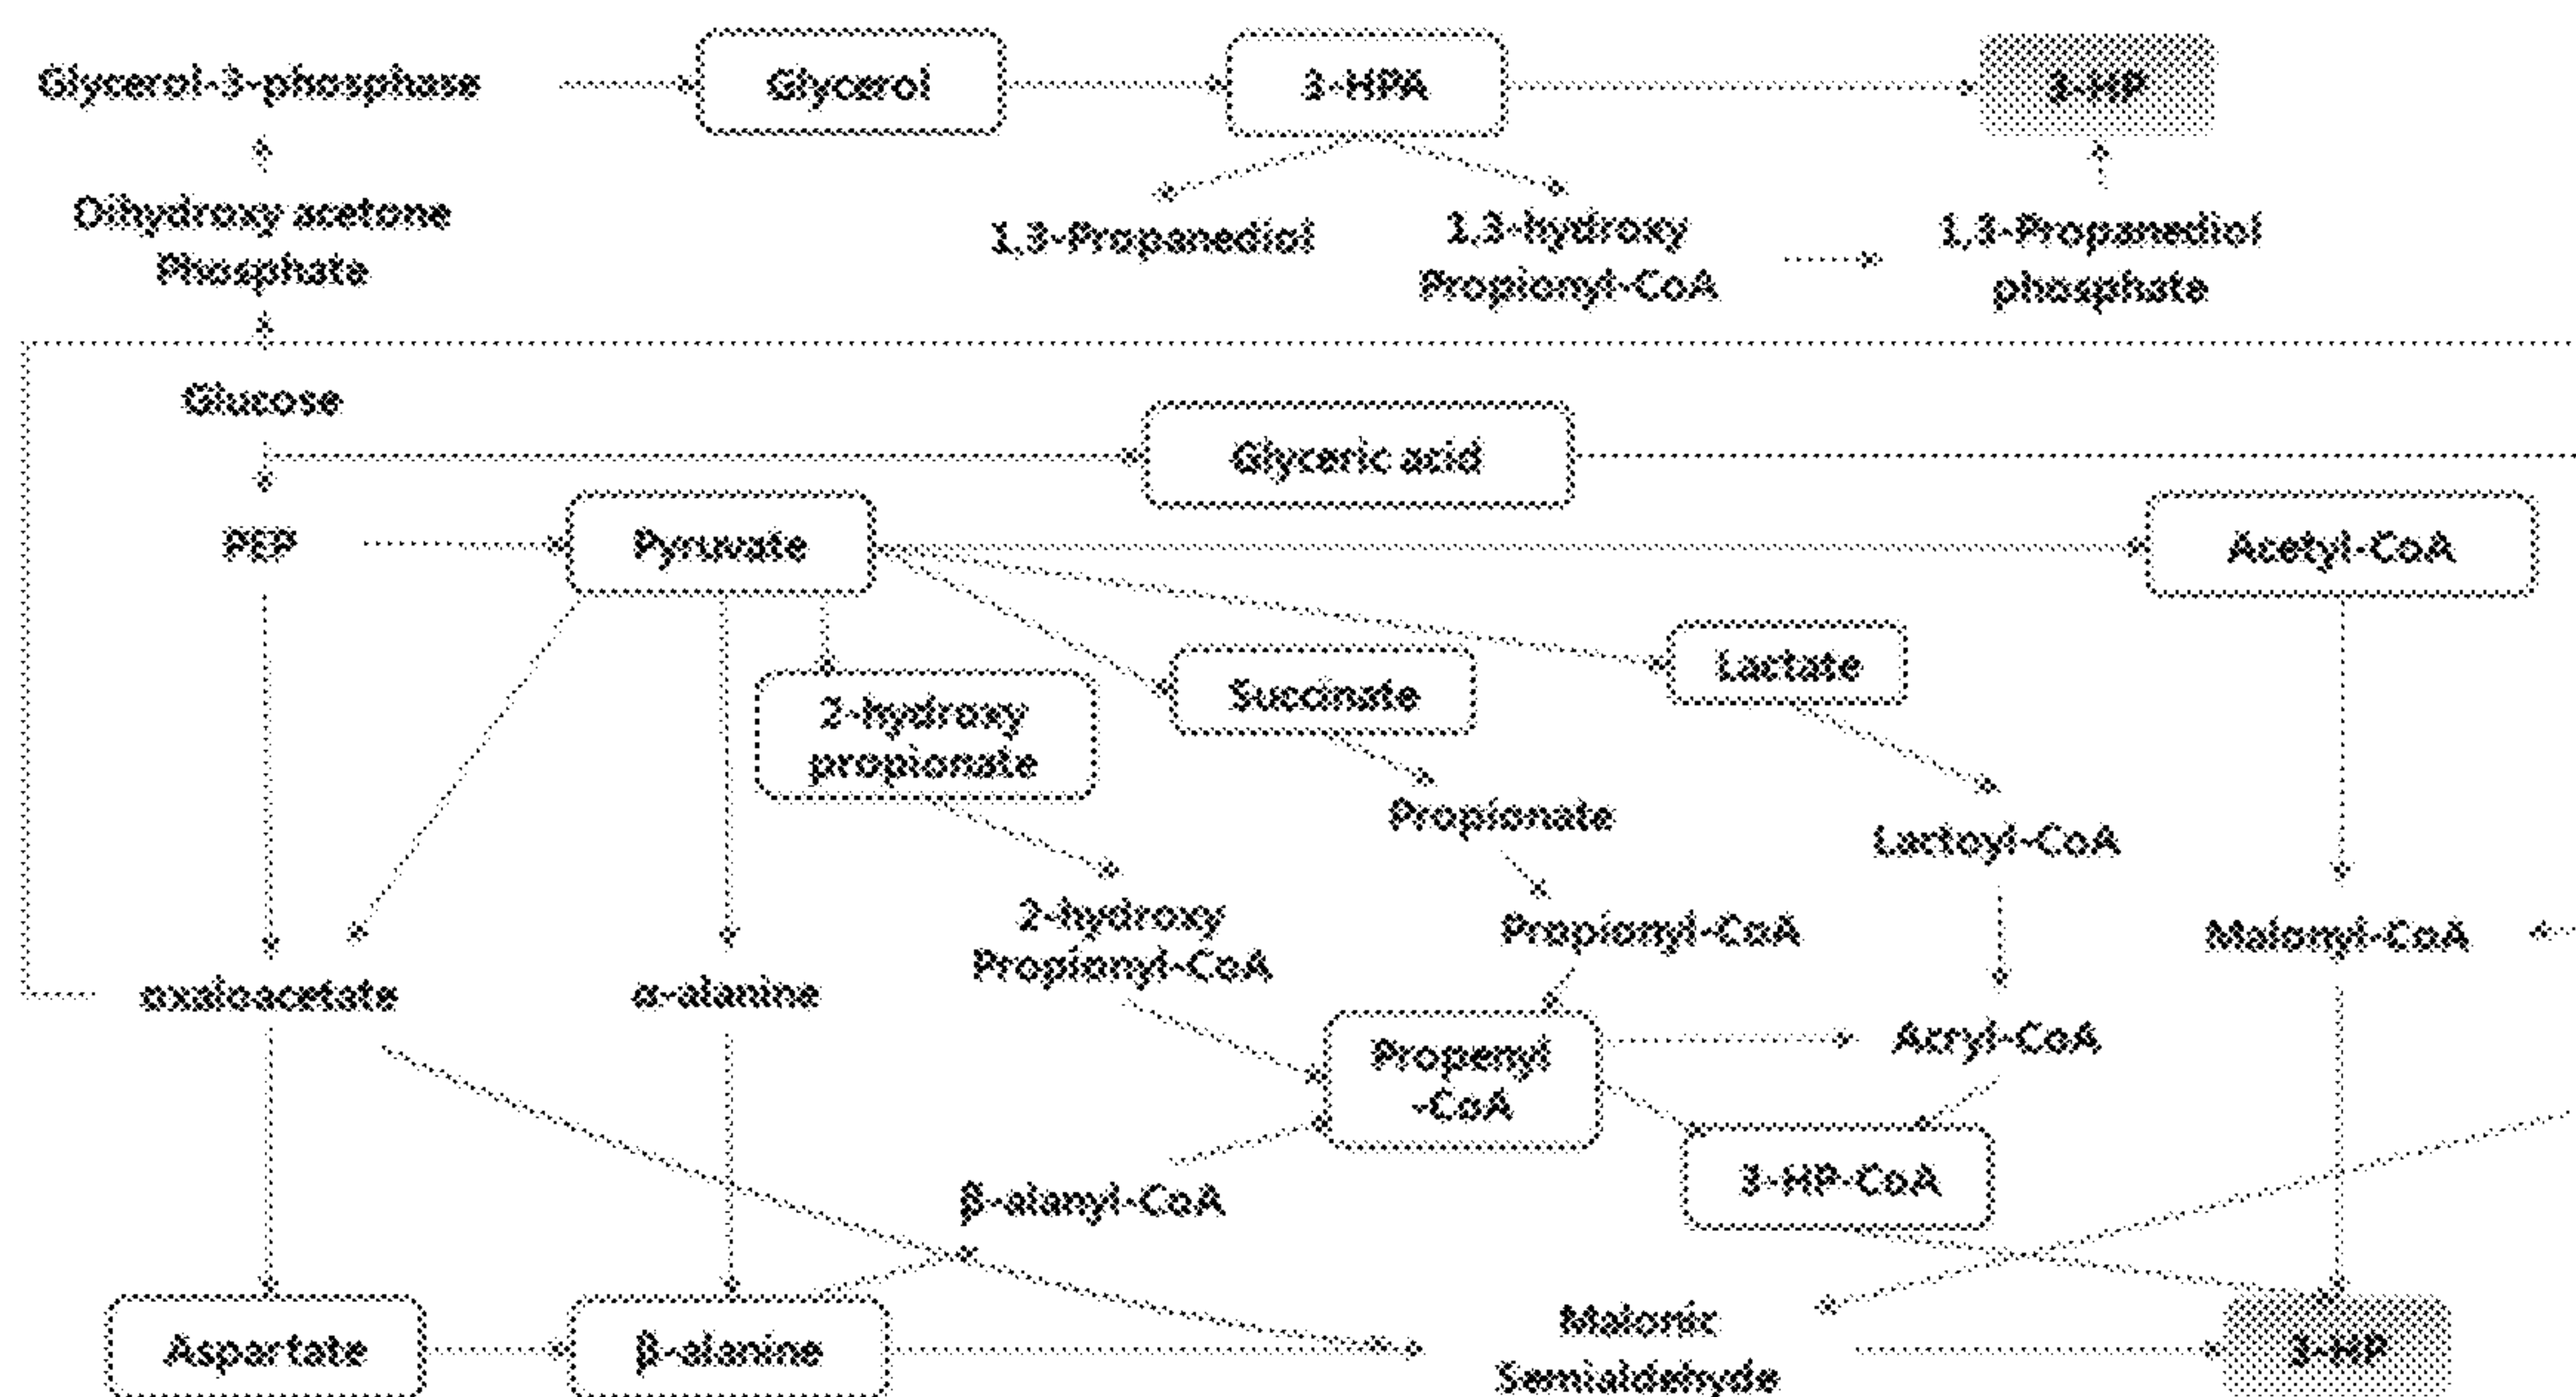 Glycerol-3-phosphase
Glycerol
3-HPA
3-HP
Dihydroxy acetone
Phosphate
1,3-Propanediol
1,3-hydroxy
Propionyl-CoA
1,3-Propanediol
phosphate
Glucose
Glyceric acid
PEP
Pyruvate
Acetyl-CoA
2-hydroxy
propionate
Succinate
Lactate
Propionate
Lactoyl-CoA
2-hydroxy
Propionyl-CoA
Propionyl-CoA
Malonyl-CoA
oxaloacetate
α-alanine
Propenyl
-CoA
Acryl-CoA
β-alanyl-CoA
3-HP-CoA
Aspartate
β-alanine
Malonic
Semialdehyde
3-HP